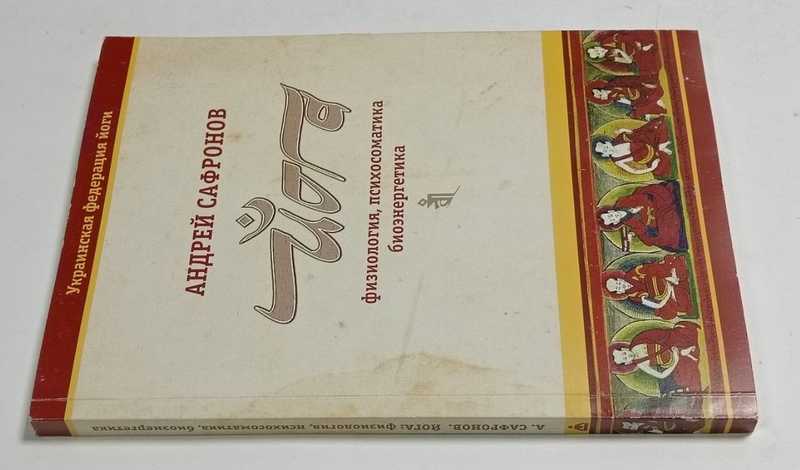 Украинская федерация йоги
АНДРЕЙ САФРОНОВ
йога
физиология, психосоматика
биоэнергетика
А. САФРОНОВ. ЙОГА: физиология, психосоматика, биоэнергетика